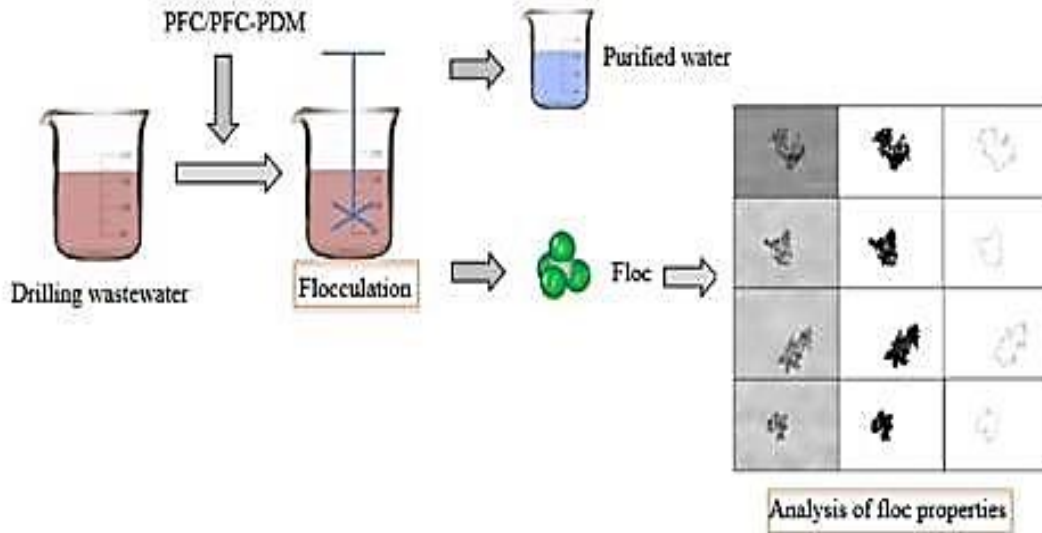 PFC/PFC-PDM
Purified water
Drilling wastewater
Flocculation
Floc
Analysis of floc properties